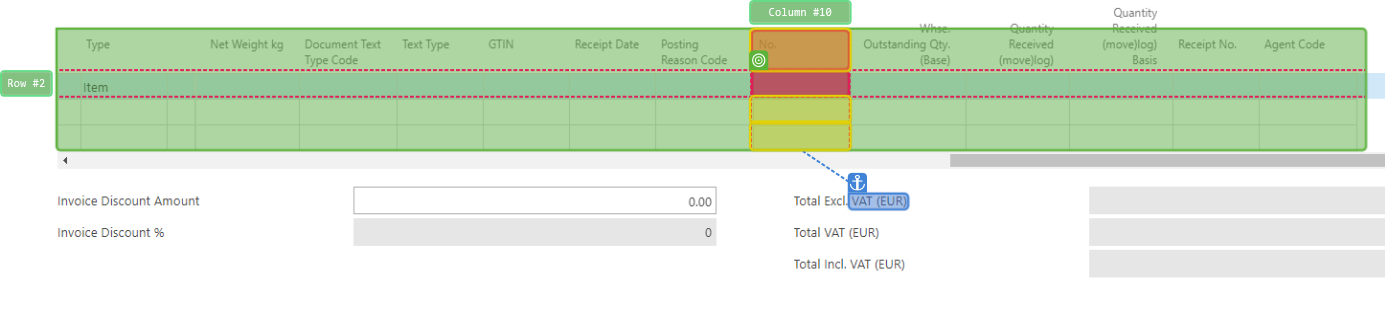 Column #10
Type
Net Weight kg
Document Text
Type Code
Text Type
GTIN
Receipt Date
Posting
Reason Code
No.
Whse.
Outstanding Qty.
(Base)
Quantity
Received
(move)log)
Quantity
Received
(move)log)
Basis
Receipt No.
Agent Code
Row #2
Item
Invoice Discount Amount
0.00
Total Excl. VAT (EUR)
Invoice Discount %
0
Total VAT (EUR)
Total Incl. VAT (EUR)